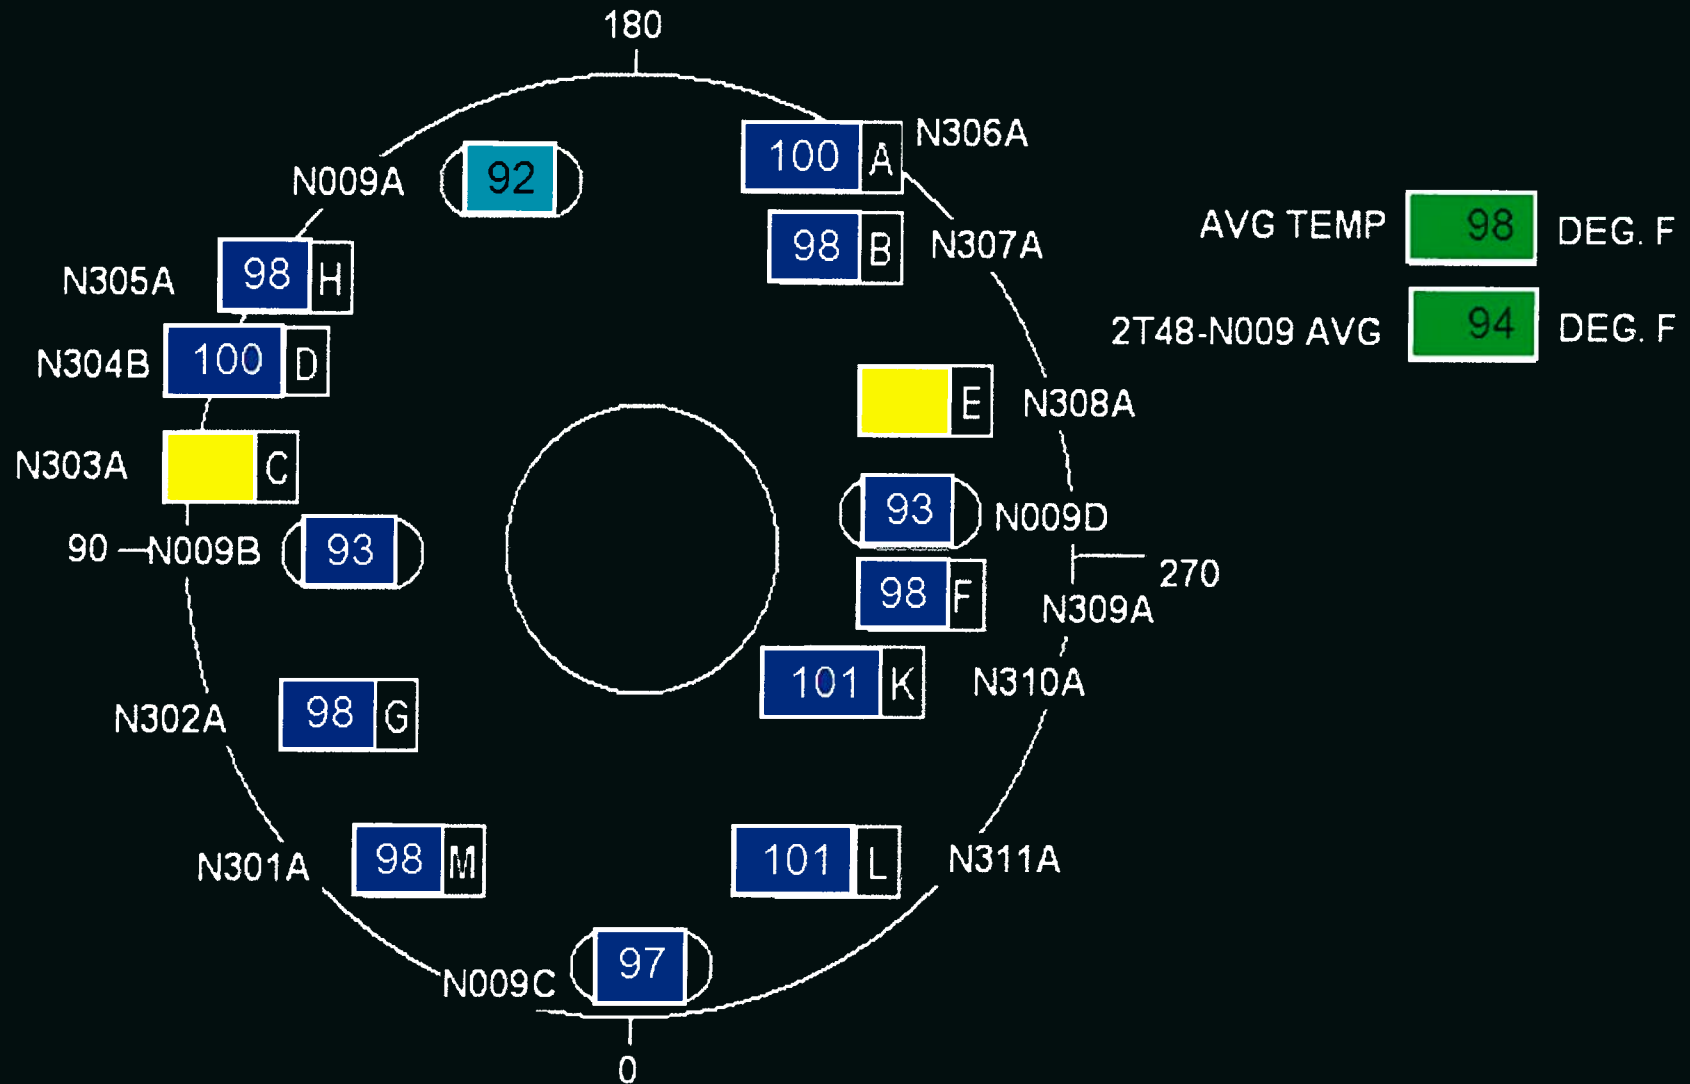 180
N306A
100 A
N009A
92
98 B
N307A
AVG TEMP 98 DEG. F
N305A
98 H
2T48-N009 AVG 94 DEG. F
N304B
100 D
E
N308A
N303A
C
93
N009D
90
N009B
93
270
98 F
N309A
101 K
N310A
N302A
98 G
N301A
98 M
101 L
N311A
N009C
97
0